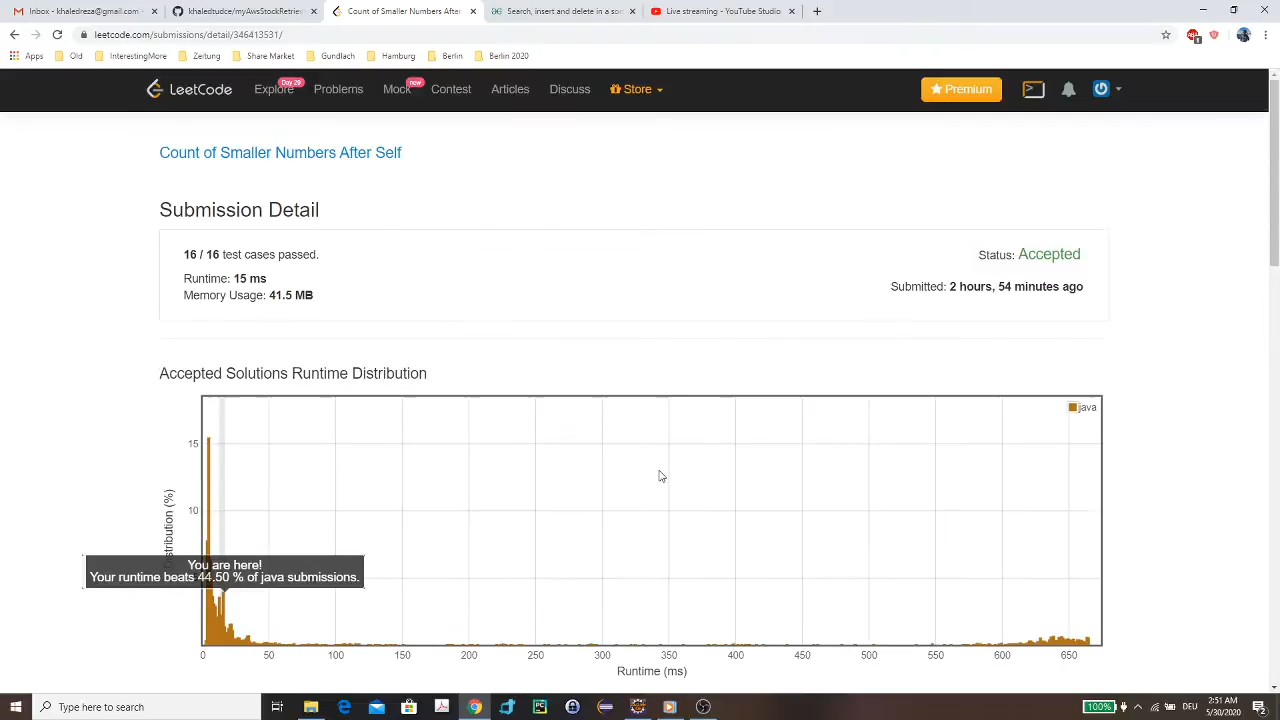 Inbox - khaledreza@gmail.com
khaledtudde/myAwsStockRetriev
Count of Smaller Numbers After
Search, insert and delete in a sor
Live streaming - YouTube Studio
leetcode.com/submissions/detail/346413531/
Apps Old InterestingMore Zeitung Share Market Gundlach Hamburg Berlin Berlin 2020
LeetCode Explore Day 29 Problems Mock new Contest Articles Discuss Store Premium
Count of Smaller Numbers After Self
Submission Detail
16 / 16 test cases passed.
Status: Accepted
Runtime: 15 ms
Memory Usage: 41.5 MB
Submitted: 2 hours, 54 minutes ago
Accepted Solutions Runtime Distribution
java
15
10
Distribution (%)
You are here!
Your runtime beats 44.50 % of java submissions.
0 50 100 150 200 250 300 350 400 450 500 550 600 650
Runtime (ms)
Type here to search
100%
DEU
2:51 AM
5/30/2020
2